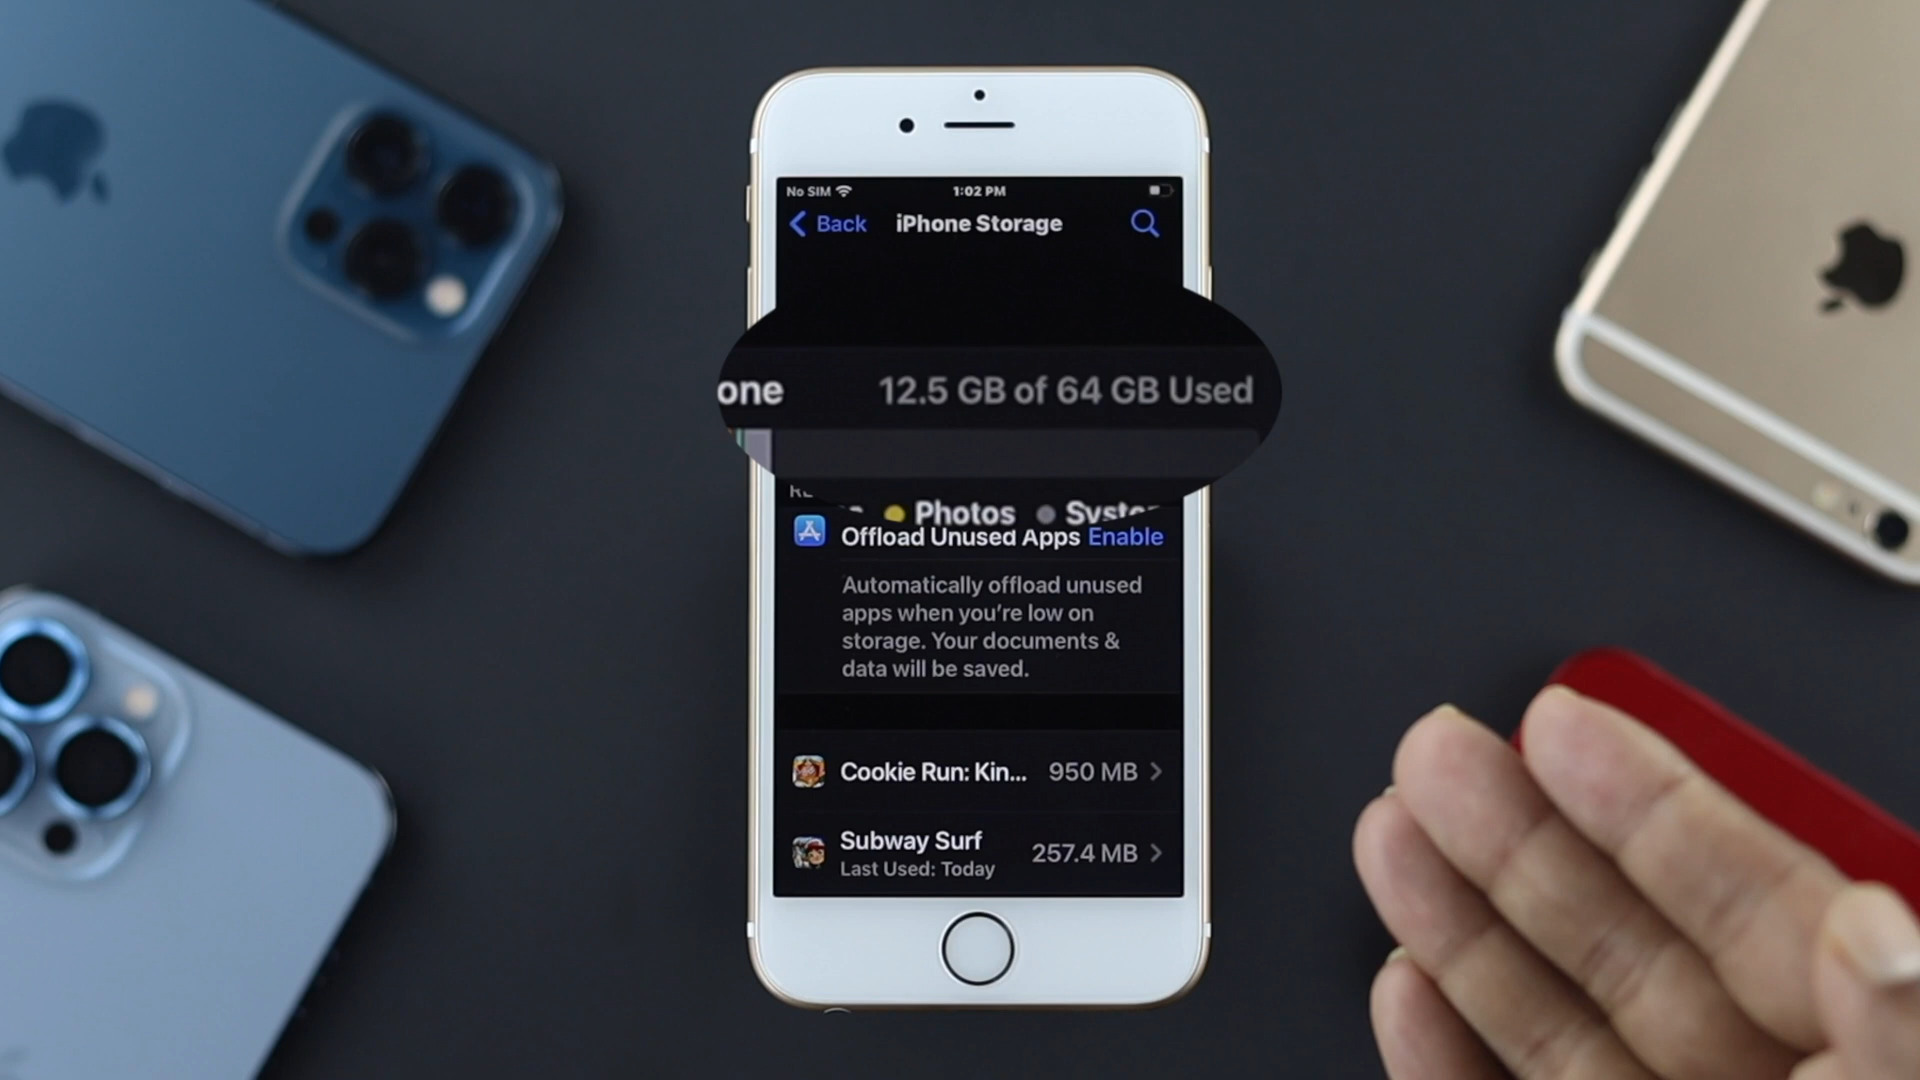 No SIM 1:02 PM
Back iPhone Storage
one 12.5 GB of 64 GB Used
Photos
Offload Unused Apps Enable
Automatically offload unused
apps when you're low on
storage. Your documents &
data will be saved.
Cookie Run: Kin... 950 MB
Subway Surf 257.4 MB
Last Used: Today